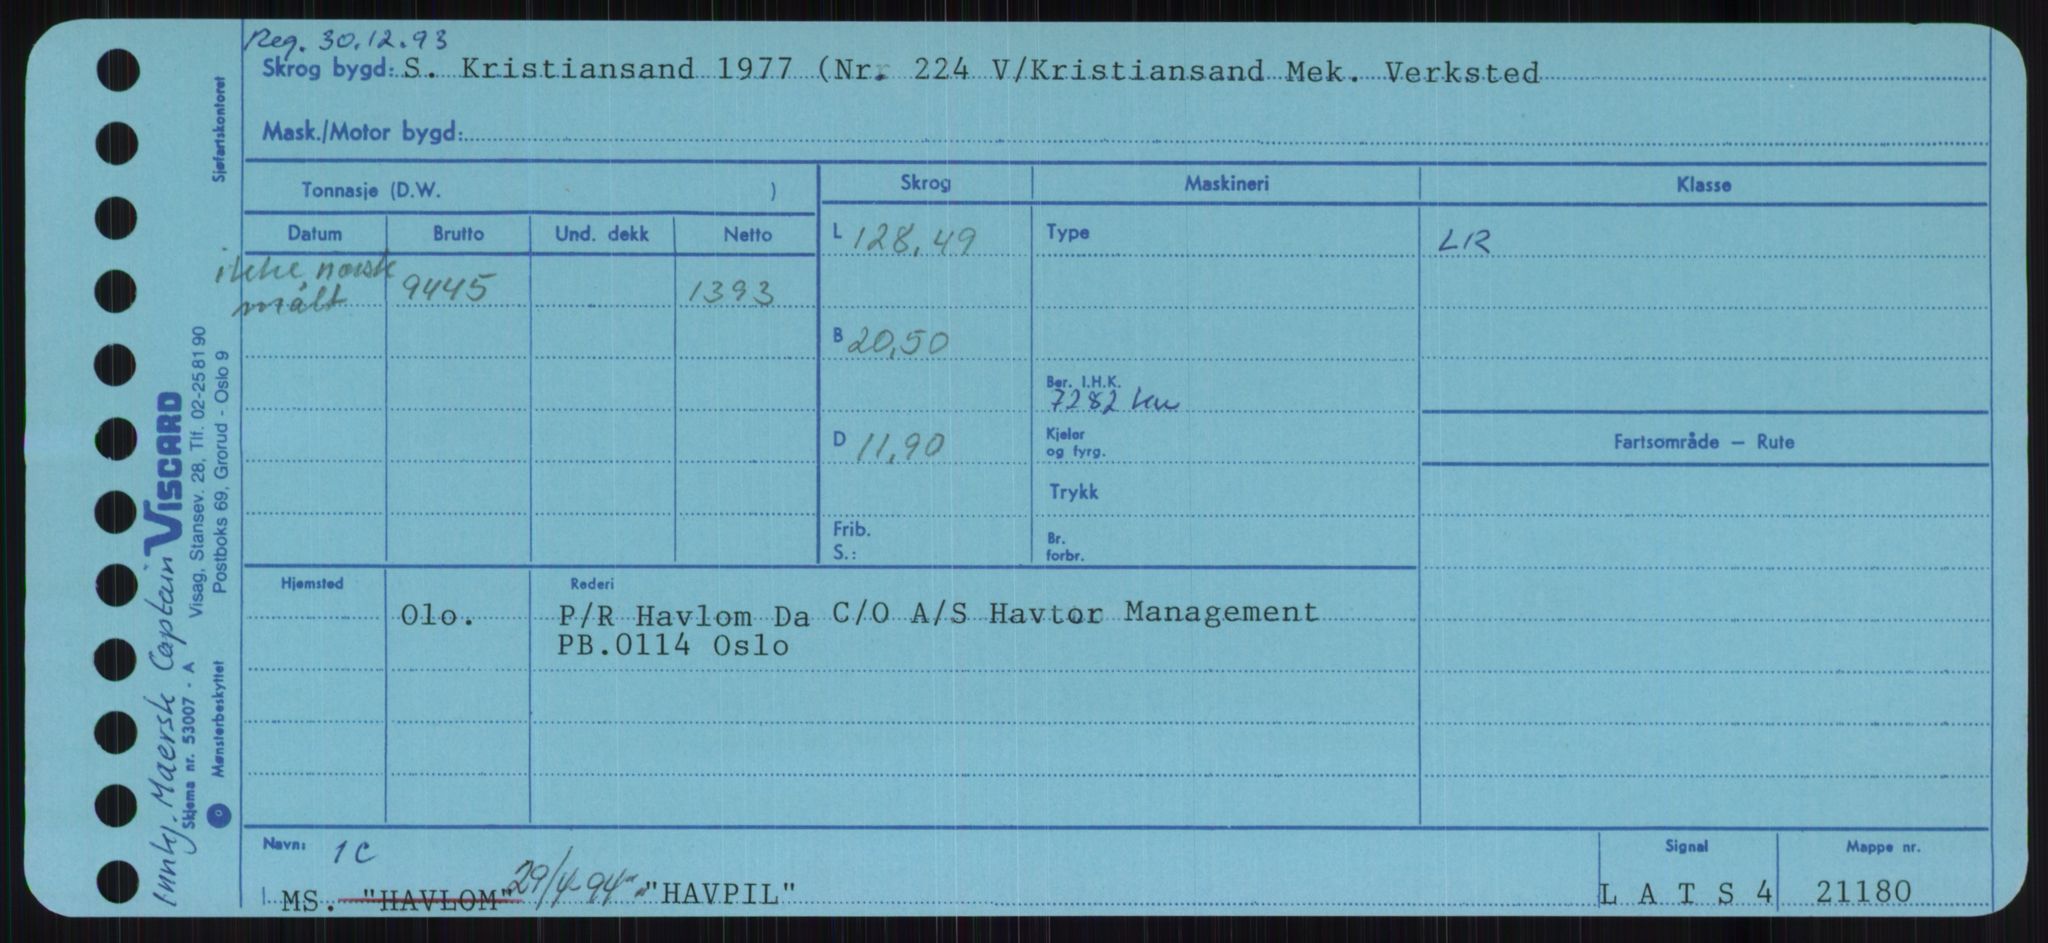 Reg. 30.12.93
Skrog bygd: S. Kristiansand 1977 (Nr. 224 V/Kristiansand Mek. Verksted
Mask./Motor bygd:
Tonnasje (D.W. )
Skrog Maskineri Klasse
Datum Brutto Und. dekk Netto
L 128,49 Type LR
ikke norsk
målt 9445 1393
B 20,50
Ber. I.H.K.
7282 kw
D 11,90 Kjeler
og fyrg.
Fartsområde — Rute
Trykk
Frib.
S.:
Br.
forbr.
Hjemsted Rederi
Olo. P/R Havlom Da C/O A/S Havtor Management
PB.0114 Oslo
Navn: 1C Signal Mappe nr.
MS. "HAVLOM" 29/4-94 "HAVPIL" L A T S 4 21180
Maersk Captain
VISCARD
Skjema nr. 53007 - A Visag, Stansev. 28, Tlf. 02-25 81 90
Mønsterbeskyttet Postboks 69, Grorud - Oslo 9
Sjøfartskontoret